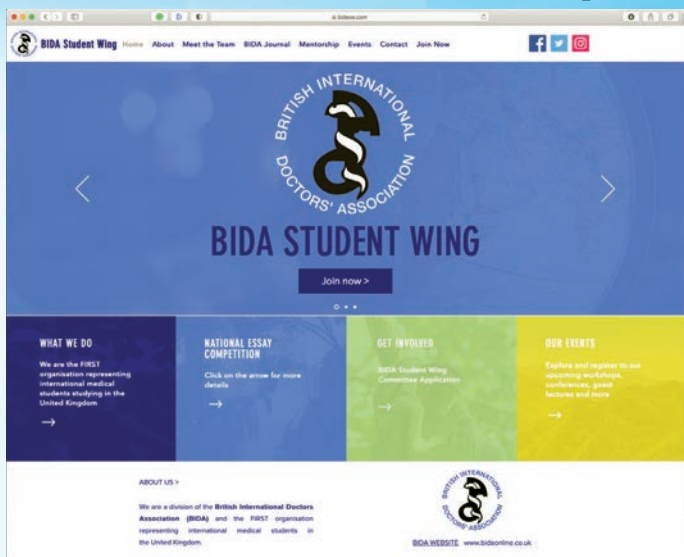 bidasw.com
BIDA Student Wing Home About Meet the Team BIDA Journal Mentorship Events Contact Join Now
BRITISH INTERNATIONAL
DOCTORS' ASSOCIATION
BIDA STUDENT WING
Join now >
WHAT WE DO
We are the FIRST
organisation representing
international medical
students studying in the
United Kingdom
NATIONAL ESSAY
COMPETITION
Click on the arrow for more
details
GET INVOLVED
BIDA Student Wing
Committee Application
OUR EVENTS
Explore and register to our
upcoming workshops,
conferences, guest
lectures and more
ABOUT US >
We are a division of the British International Doctors
Association (BIDA) and the FIRST organisation
representing international medical students in
the United Kingdom.
BRITISH INTERNATIONAL
DOCTORS' ASSOCIATION
BIDA WEBSITE www.bidaonline.co.uk